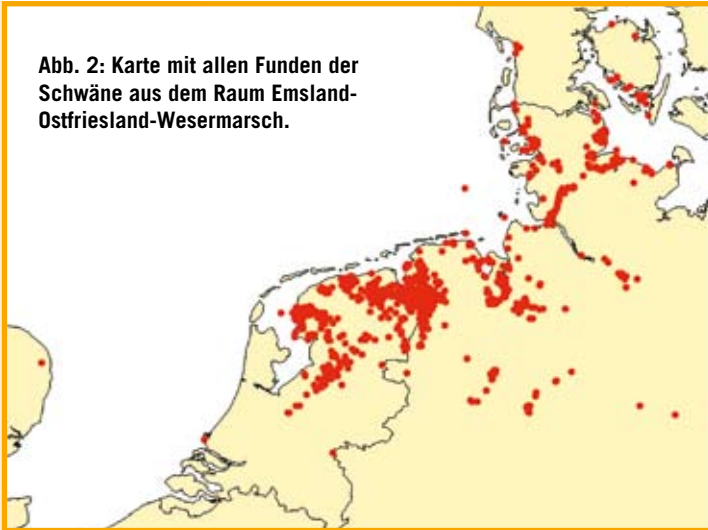 Abb. 2: Karte mit allen Funden der
Schwäne aus dem Raum Emsland-
Ostfriesland-Wesermarsch.